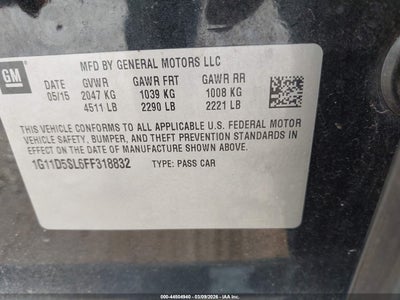 GM
MFD BY GENERAL MOTORS LLC
DATE GVWR GAWR FRT GAWR RR
05/15 2047 KG 1039 KG 1008 KG
4511 LB 2290 LB 2221 LB
THIS VEHICLE CONFORMS TO ALL APPLICABLE U.S. FEDERAL MOTOR
VEHICLE SAFETY, BUMPER, AND THEFT PREVENTION STANDARDS IN
EFFECT ON THE DATE OF MANUFACTURE SHOWN ABOVE.
1G11D5SL6FF318832 TYPE: PASS CAR
000-44504940 - 03/09/2026 - IAA, Inc.